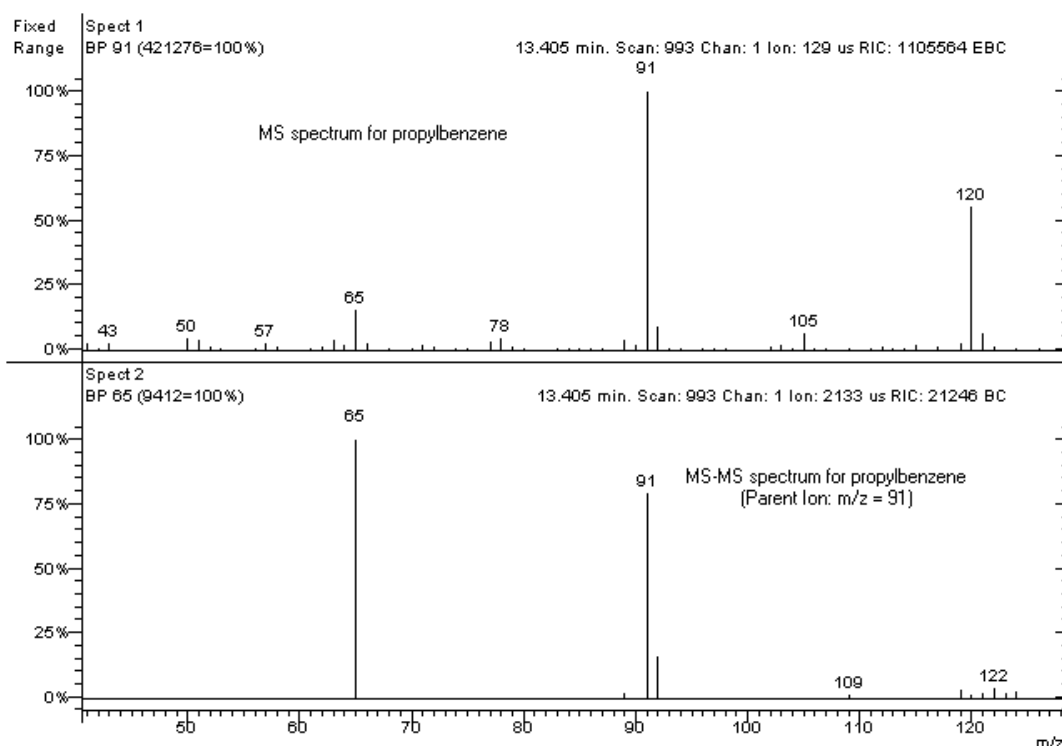 Fixed Range
Spect 1
BP 91 (421276=100%)
13.405 min. Scan: 993 Chan: 1 Ion: 129 us RIC: 1105564 EBC
100%
75%
50%
25%
0%
MS spectrum for propylbenzene
43
50
57
65
78
91
105
120
Spect 2
BP 65 (9412=100%)
13.405 min. Scan: 993 Chan: 1 Ion: 2133 us RIC: 21246 BC
100%
75%
50%
25%
0%
65
91
MS-MS spectrum for propylbenzene
(Parent Ion: m/z = 91)
109
122
50
60
70
80
90
100
110
120
m/z